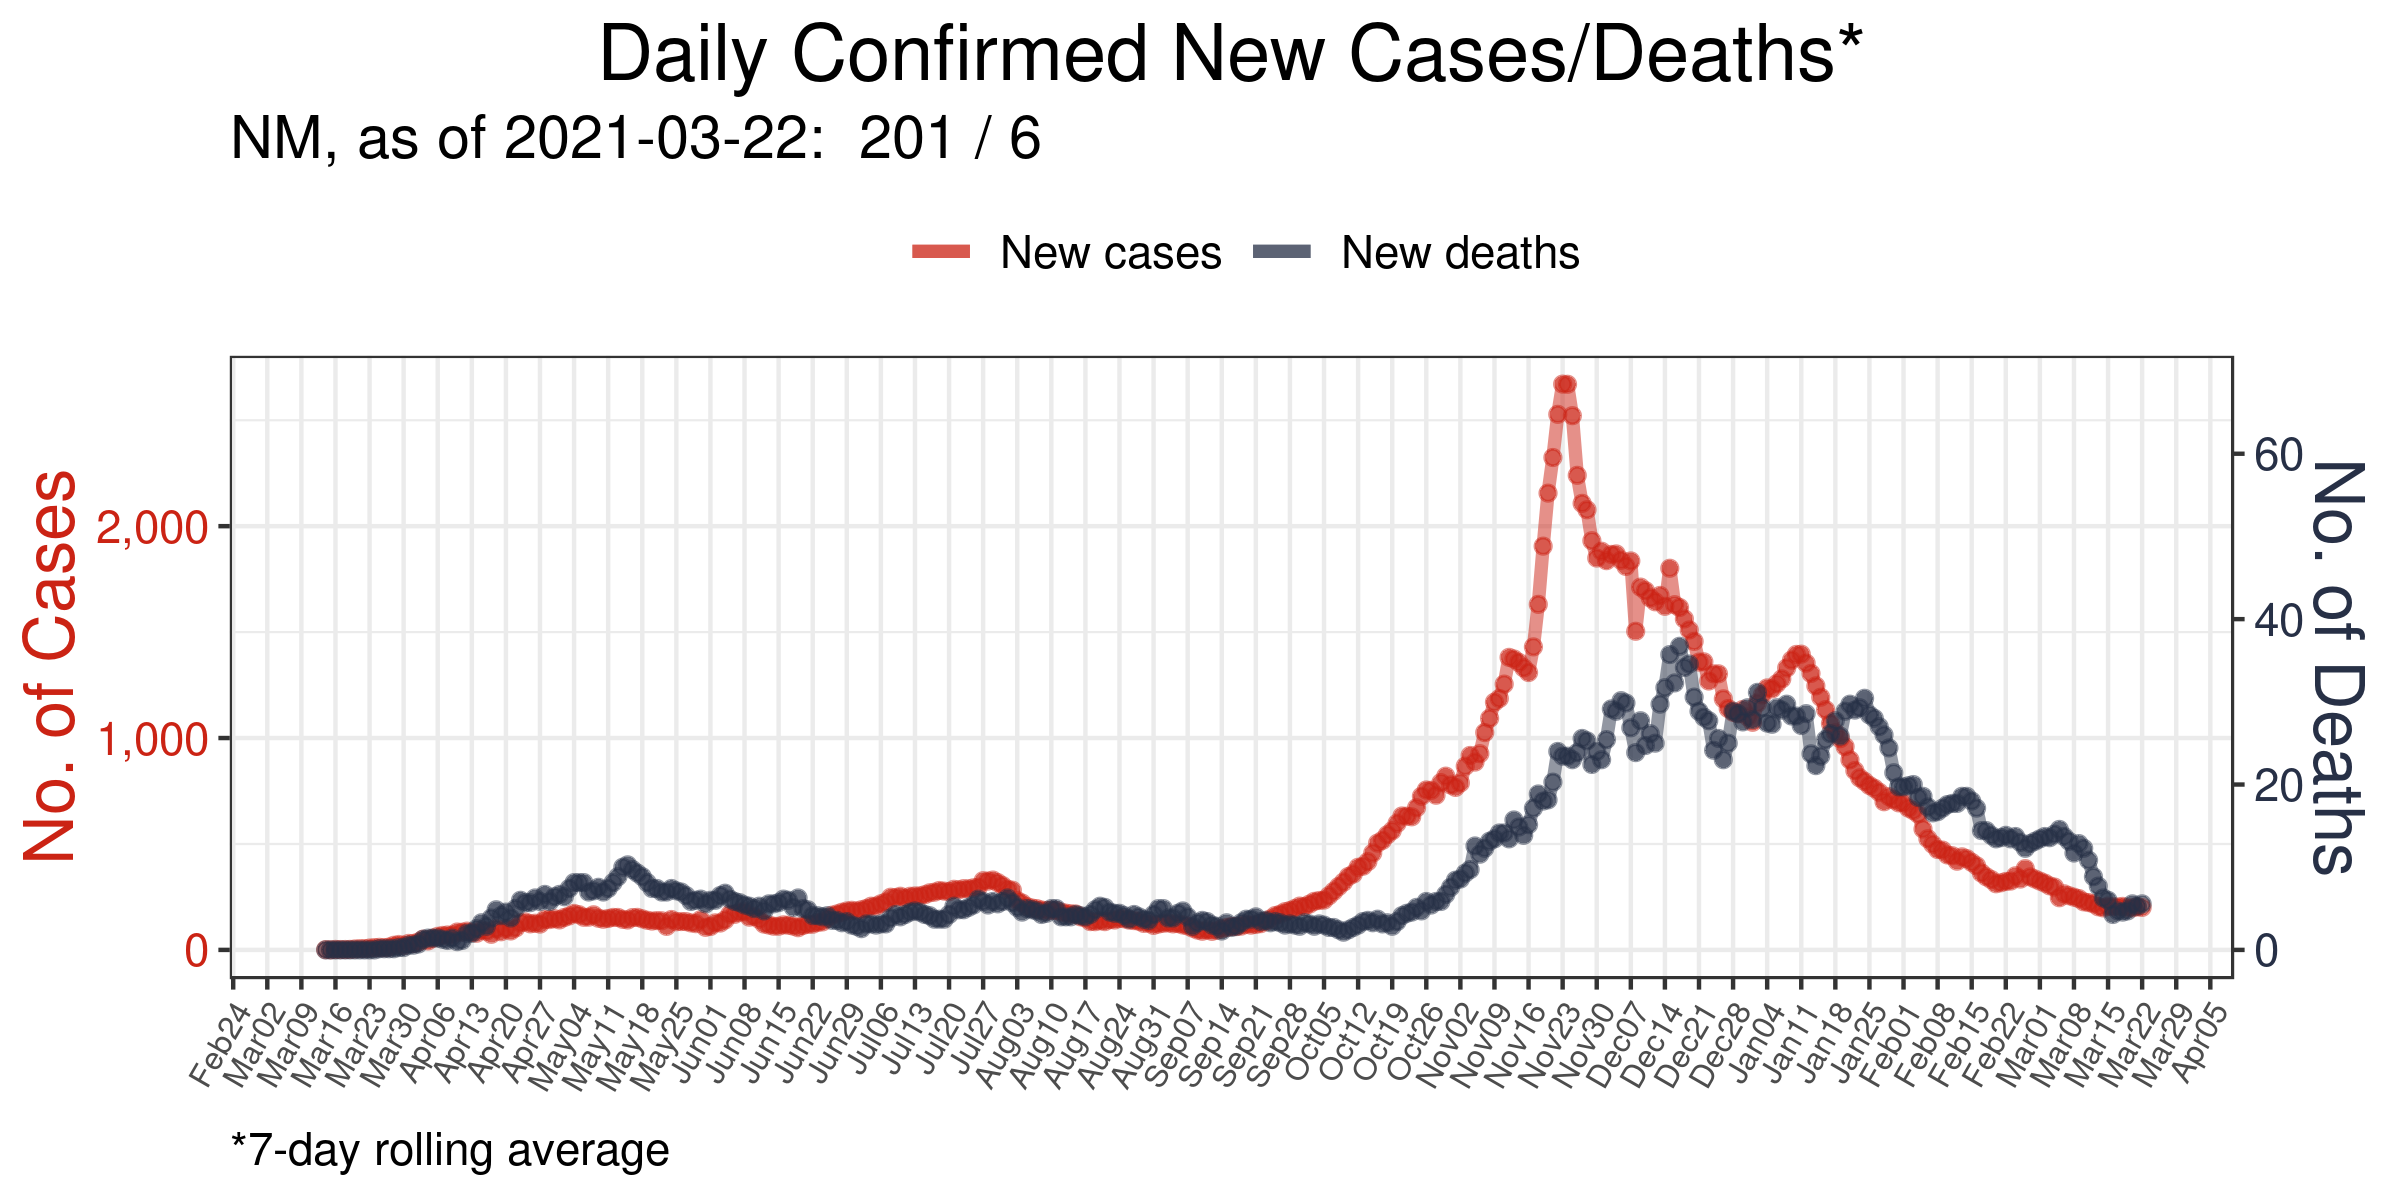 Daily Confirmed New Cases/Deaths*
NM, as of 2021-03-22:  201 / 6
New cases
New deaths
No. of Cases
2,000
1,000
0
60
40
20
0
No. of Deaths
Feb24
Mar02
Mar09
Mar16
Mar23
Mar30
Apr06
Apr13
Apr20
Apr27
May04
May11
May18
May25
Jun01
Jun08
Jun15
Jun22
Jun29
Jul06
Jul13
Jul20
Jul27
Aug03
Aug10
Aug17
Aug24
Aug31
Sep07
Sep14
Sep21
Sep28
Oct05
Oct12
Oct19
Oct26
Nov02
Nov09
Nov16
Nov23
Nov30
Dec07
Dec14
Dec21
Dec28
Jan04
Jan11
Jan18
Jan25
Feb01
Feb08
Feb15
Feb22
Mar01
Mar08
Mar15
Mar22
Mar29
Apr05
*7-day rolling average